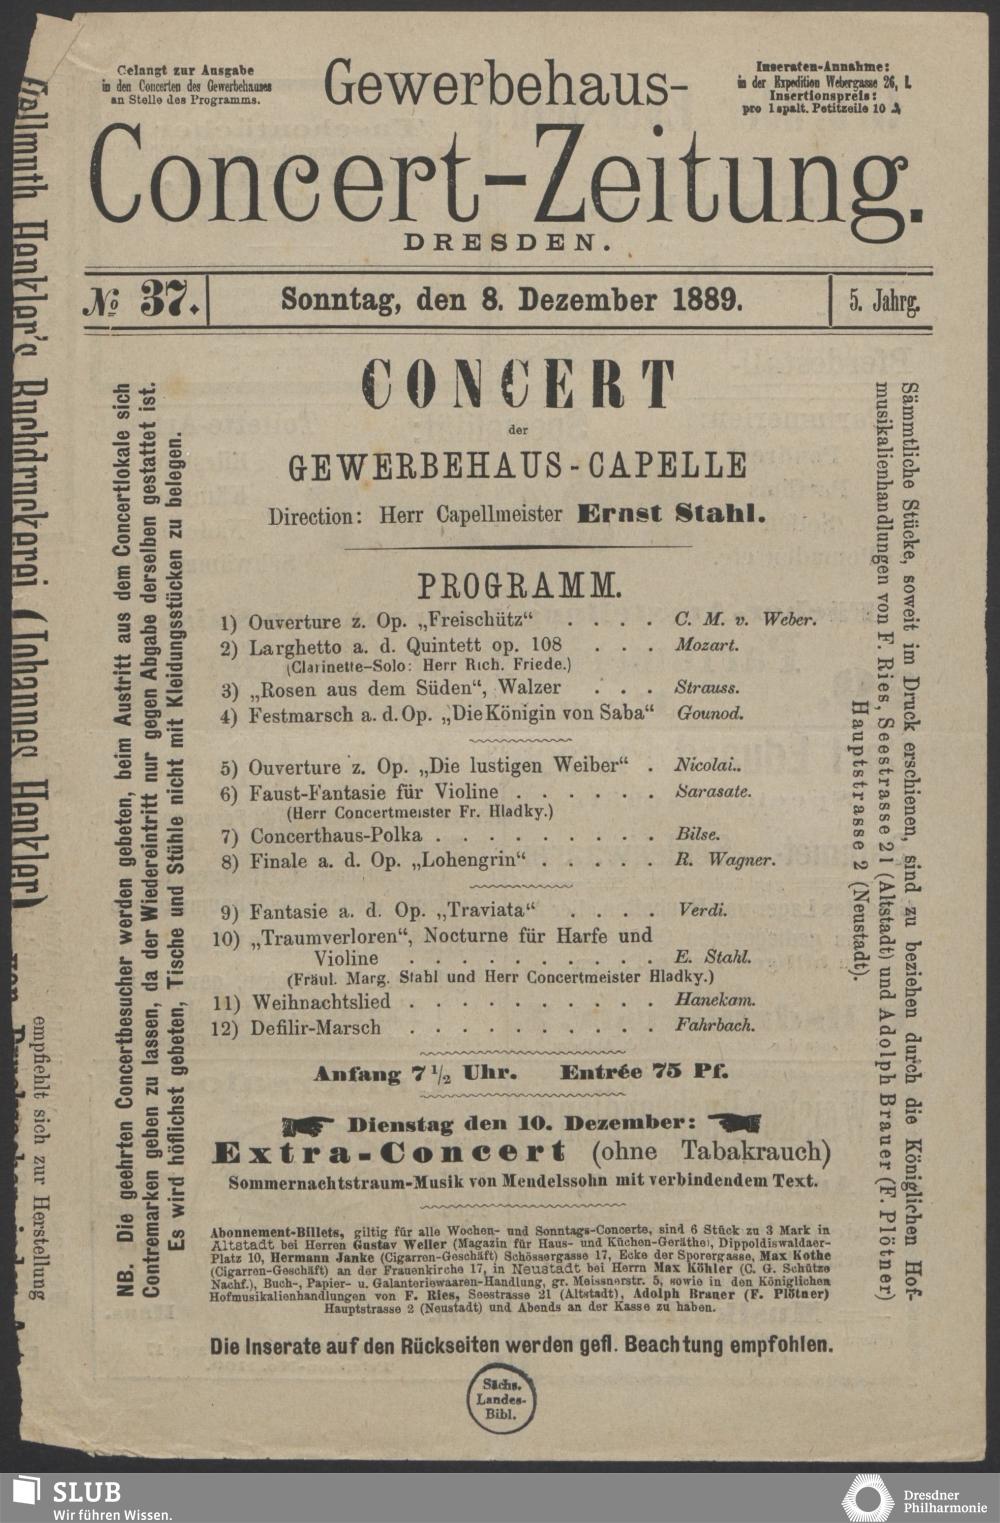 Gelangt zur Ausgabe
in den Concerten des Gewerbehauses
an Stelle des Programms.
Gewerbehaus-
Inseraten-Annahme:
in der Expedition Webergasse 26, I.
Insertionspreis:
pro 1 spalt. Petitzeile 10 ₰
Concert-Zeitung.
DRESDEN.
№ 37.
Sonntag, den 8. Dezember 1889.
5. Jahrg.
Hellmuth Henkler's Buchdruckerei (Johannes Henkler)
empfiehlt sich zur Herstellung
NB. Die geehrten Concertbesucher werden gebeten, beim Austritt aus dem Concertlokale sich
Contremarken geben zu lassen, da der Wiedereintritt nur gegen Abgabe derselben gestattet ist.
Es wird höflichst gebeten, Tische und Stühle nicht mit Kleidungsstücken zu belegen.
CONCERT
der
GEWERBEHAUS-CAPELLE
Direction: Herr Capellmeister Ernst Stahl.
PROGRAMM.
1) Ouverture z. Op. „Freischütz“ . . . . C. M. v. Weber.
2) Larghetto a. d. Quintett op. 108 . . . Mozart.
(Clarinette-Solo: Herr Rich. Friede.)
3) „Rosen aus dem Süden“, Walzer . . . Strauss.
4) Festmarsch a. d. Op. „Die Königin von Saba“ Gounod.
5) Ouverture z. Op. „Die lustigen Weiber“ . Nicolai..
6) Faust-Fantasie für Violine . . . . . . Sarasate.
(Herr Concertmeister Fr. Hladky.)
7) Concerthaus-Polka . . . . . . . . . Bilse.
8) Finale a. d. Op. „Lohengrin“ . . . . . R. Wagner.
9) Fantasie a. d. Op. „Traviata“ . . . . Verdi.
10) „Traumverloren“, Nocturne für Harfe und
Violine . . . . . . . . . . E. Stahl.
(Fräul. Marg. Stahl und Herr Concertmeister Hladky.)
11) Weihnachtslied . . . . . . . . . . Hanekam.
12) Defilir-Marsch . . . . . . . . . . Fahrbach.
Anfang 7 1/2 Uhr. Entrée 75 Pf.
Dienstag den 10. Dezember:
Extra-Concert (ohne Tabakrauch)
Sommernachtstraum-Musik von Mendelssohn mit verbindendem Text.
Abonnement-Billets, giltig für alle Wochen- und Sonntags-Concerte, sind 6 Stück zu 3 Mark in
Altstadt bei Herren Gustav Weller (Magazin für Haus- und Küchen-Geräthe), Dippoldiswaldaer-
Platz 10, Hermann Janke (Cigarren-Geschäft) Schössergasse 17, Ecke der Sporergasse, Max Kothe
(Cigarren-Geschäft) an der Frauenkirche 17, in Neustadt bei Herrn Max Köhler (C. G. Schütze
Nachf.), Buch-, Papier- u. Galanteriewaaren-Handlung, gr. Meissnerstr. 5, sowie in den Königlichen
Hofmusikalienhandlungen von F. Ries, Seestrasse 21 (Altstadt), Adolph Brauer (F. Plötner)
Hauptstrasse 2 (Neustadt) und Abends an der Kasse zu haben.
Die Inserate auf den Rückseiten werden gefl. Beachtung empfohlen.
Sämmtliche Stücke, soweit im Druck erschienen, sind zu beziehen durch die Königlichen Hof-
musikalienhandlungen von F. Ries, Seestrasse 21 (Altstadt) und Adolph Brauer (F. Plötner)
Hauptstrasse 2 (Neustadt).
Sächs.
Landes-
Bibl.
SLUB
Wir führen Wissen.
Dresdner
Philharmonie